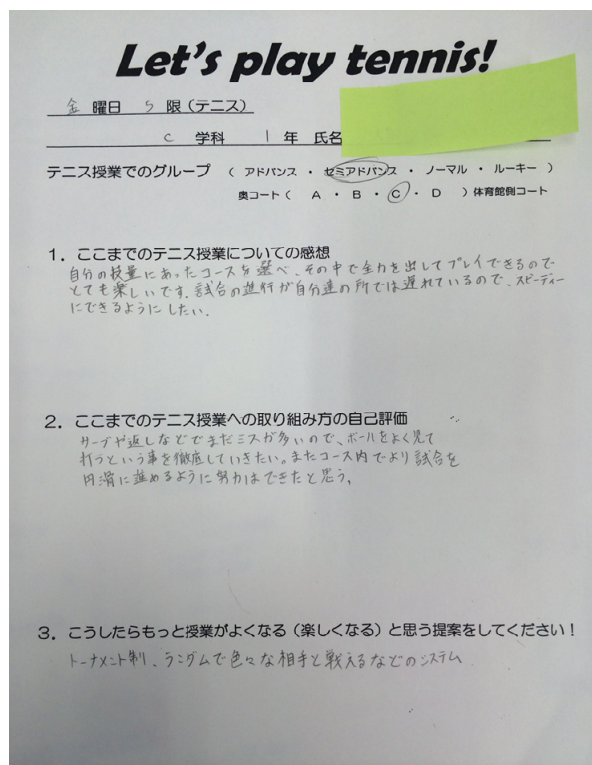 Let's play tennis!
金 曜日 5 限（テニス）
C 学科 1 年 氏名
テニス授業でのグループ （ アドバンス ・ セミアドバンス ・ ノーマル ・ ルーキー ）
奥コート（ A ・ B ・ C ・ D ）体育館側コート
1．ここまでのテニス授業についての感想
自分の技量にあったコースを選べ、その中で全力を出してプレイできるので
とても楽しいです。試合の進行が自分達の所では遅れているので、スピーディー
にできるようにしたい。
2．ここまでのテニス授業への取り組み方の自己評価
サーブや返しなどでまだミスが多いので、ボールをよく見て
打つという事を徹底していきたい。またコース内でより試合を
円滑に進めるように努力はできたと思う。
3．こうしたらもっと授業がよくなる（楽しくなる）と思う提案をしてください！
トーナメント制、ランダムで色々な相手と戦えるなどのシステム